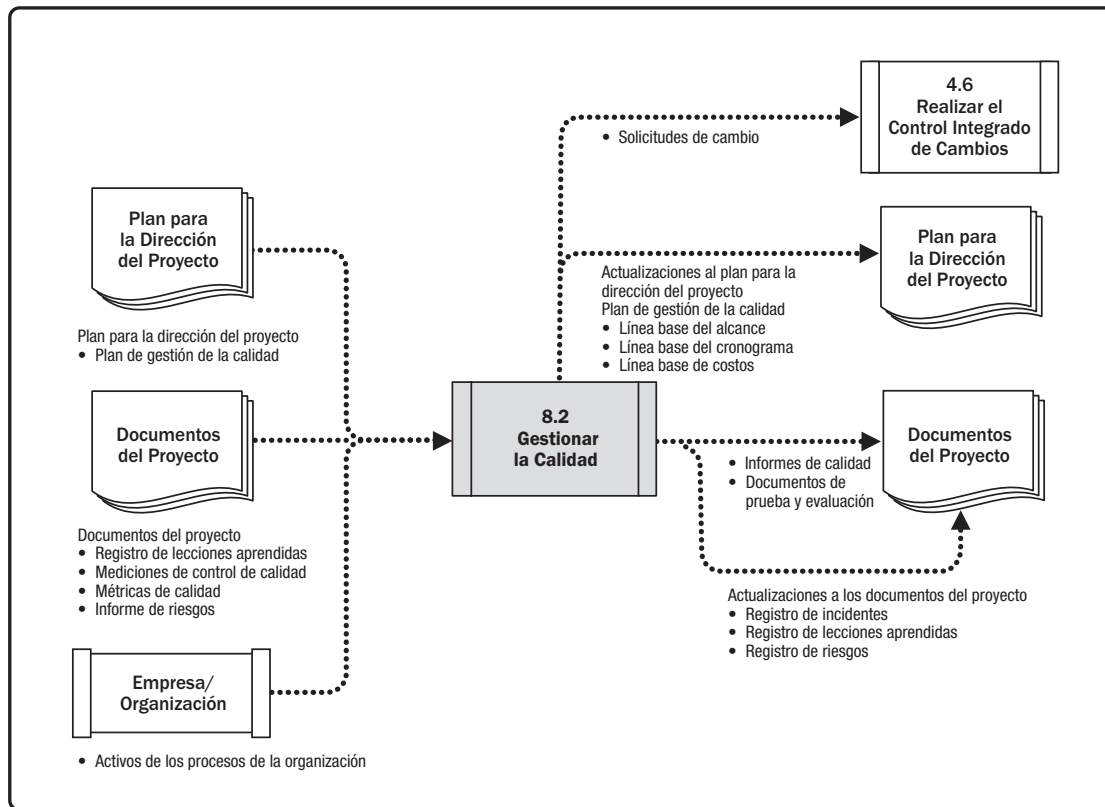 4.6
Realizar el
Control Integrado
de Cambios
• Solicitudes de cambio
Plan para
la Dirección
del Proyecto
Plan para la dirección del proyecto
• Plan de gestión de la calidad
Plan para
la Dirección
del Proyecto
Actualizaciones al plan para la
dirección del proyecto
Plan de gestión de la calidad
• Línea base del alcance
• Línea base del cronograma
• Línea base de costos
Documentos
del Proyecto
Documentos del proyecto
• Registro de lecciones aprendidas
• Mediciones de control de calidad
• Métricas de calidad
• Informe de riesgos
8.2
Gestionar
la Calidad
Documentos
del Proyecto
• Informes de calidad
• Documentos de
prueba y evaluación
Actualizaciones a los documentos del proyecto
• Registro de incidentes
• Registro de lecciones aprendidas
• Registro de riesgos
Empresa/
Organización
• Activos de los procesos de la organización